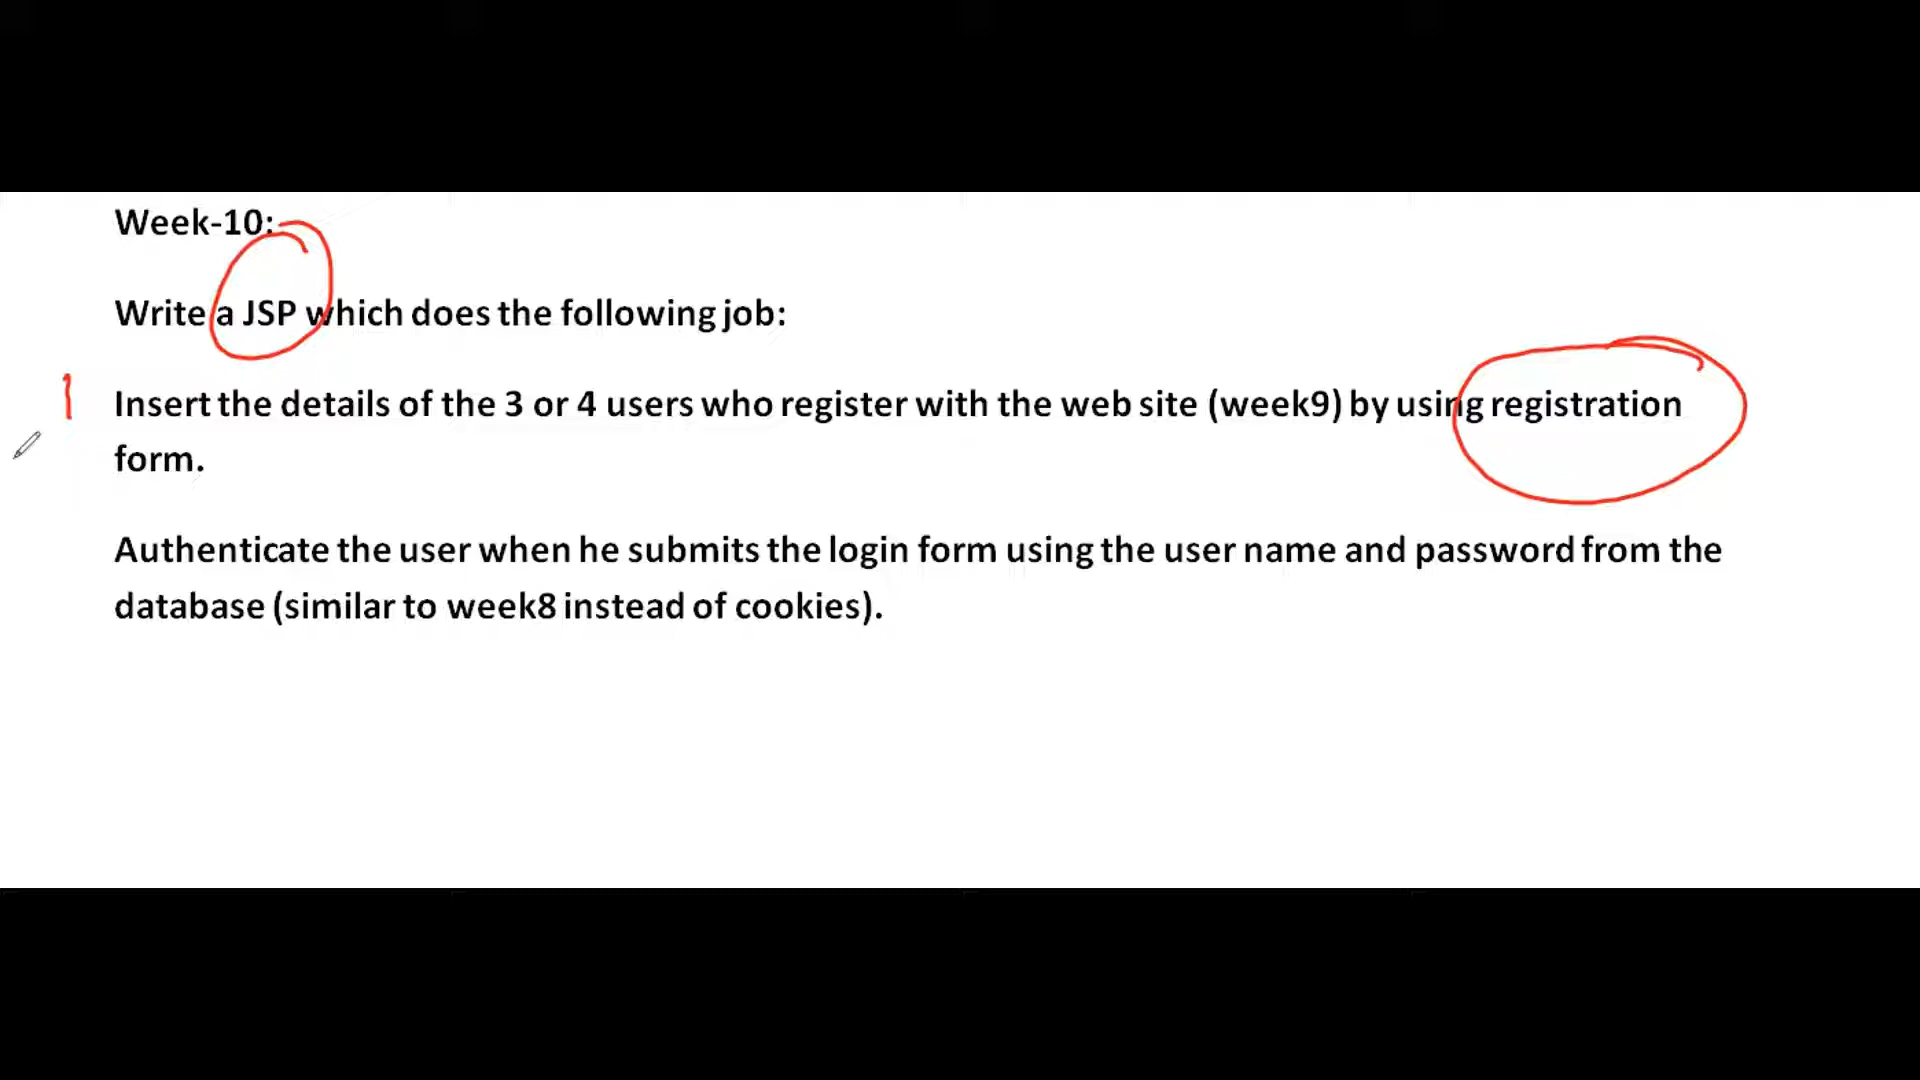 Week-10:
Write a JSP which does the following job:
1 Insert the details of the 3 or 4 users who register with the web site (week9) by using registration
form.
Authenticate the user when he submits the login form using the user name and password from the
database (similar to week8 instead of cookies).